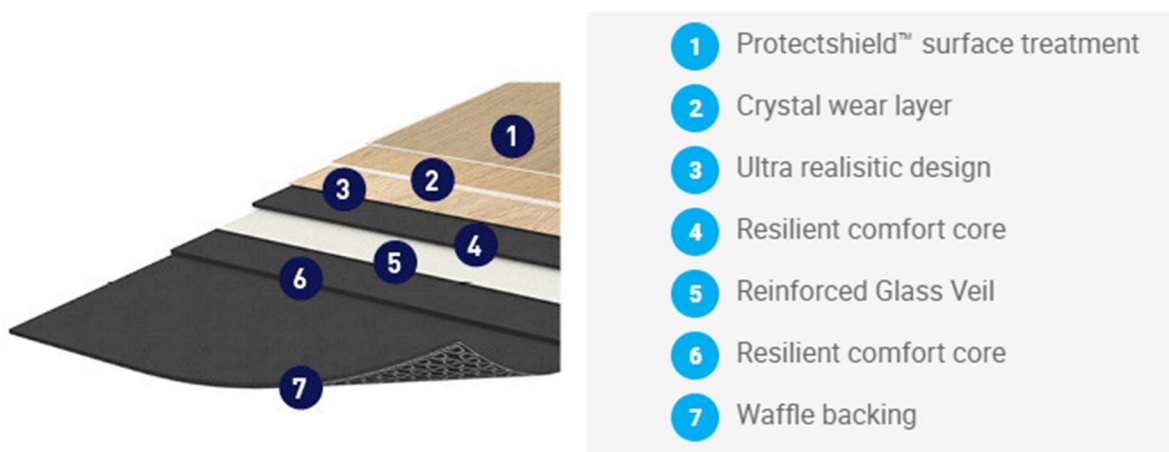 1 Protectshield™ surface treatment
2 Crystal wear layer
3 Ultra realisitic design
4 Resilient comfort core
5 Reinforced Glass Veil
6 Resilient comfort core
7 Waffle backing
1
2
3
4
5
6
7